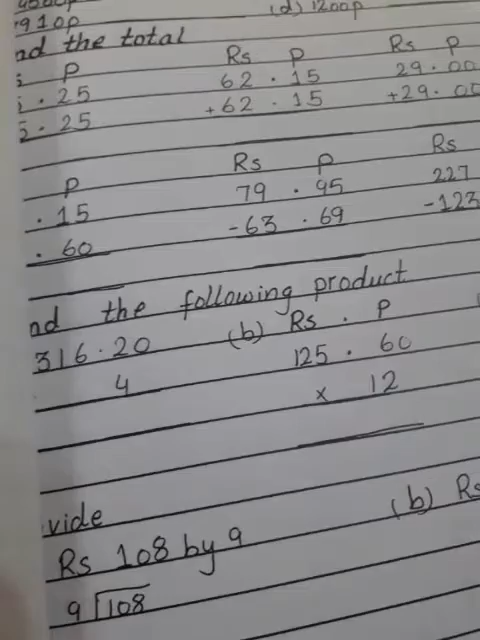 910p (d) 1200p
nd the total
P Rs P Rs P
.25 62.15 29.00
5.25 +62.15 +29.00
P Rs P Rs
.15 79.95 227
.60 -63.69 -123
nd the following product
316.20 (b) Rs. P
4 125.60
x 12
vide
Rs 108 by 9 (b) Rs
9 108